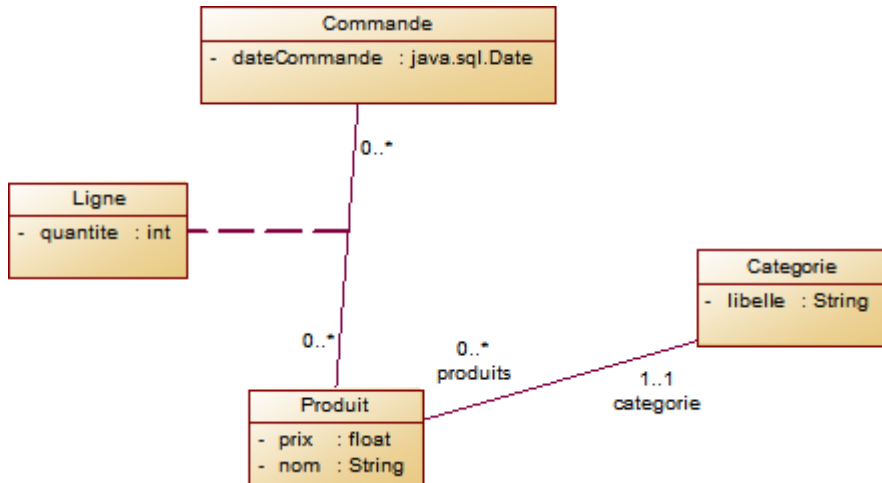 Commande
- dateCommande : java.sql.Date
0..*
Ligne
- quantite : int
Categorie
- libelle : String
0..*
0..*
produits
1..1
categorie
Produit
- prix : float
- nom : String